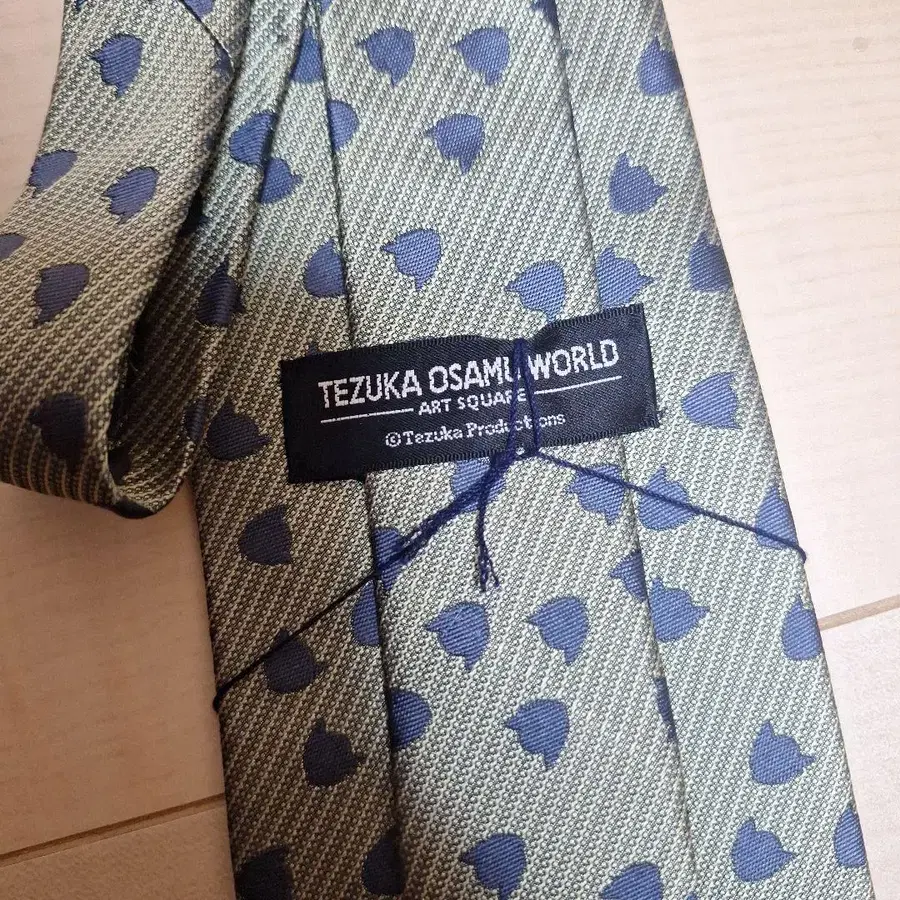 TEZUKA OSAMU WORLD
ART SQUARE
©Tezuka Productions